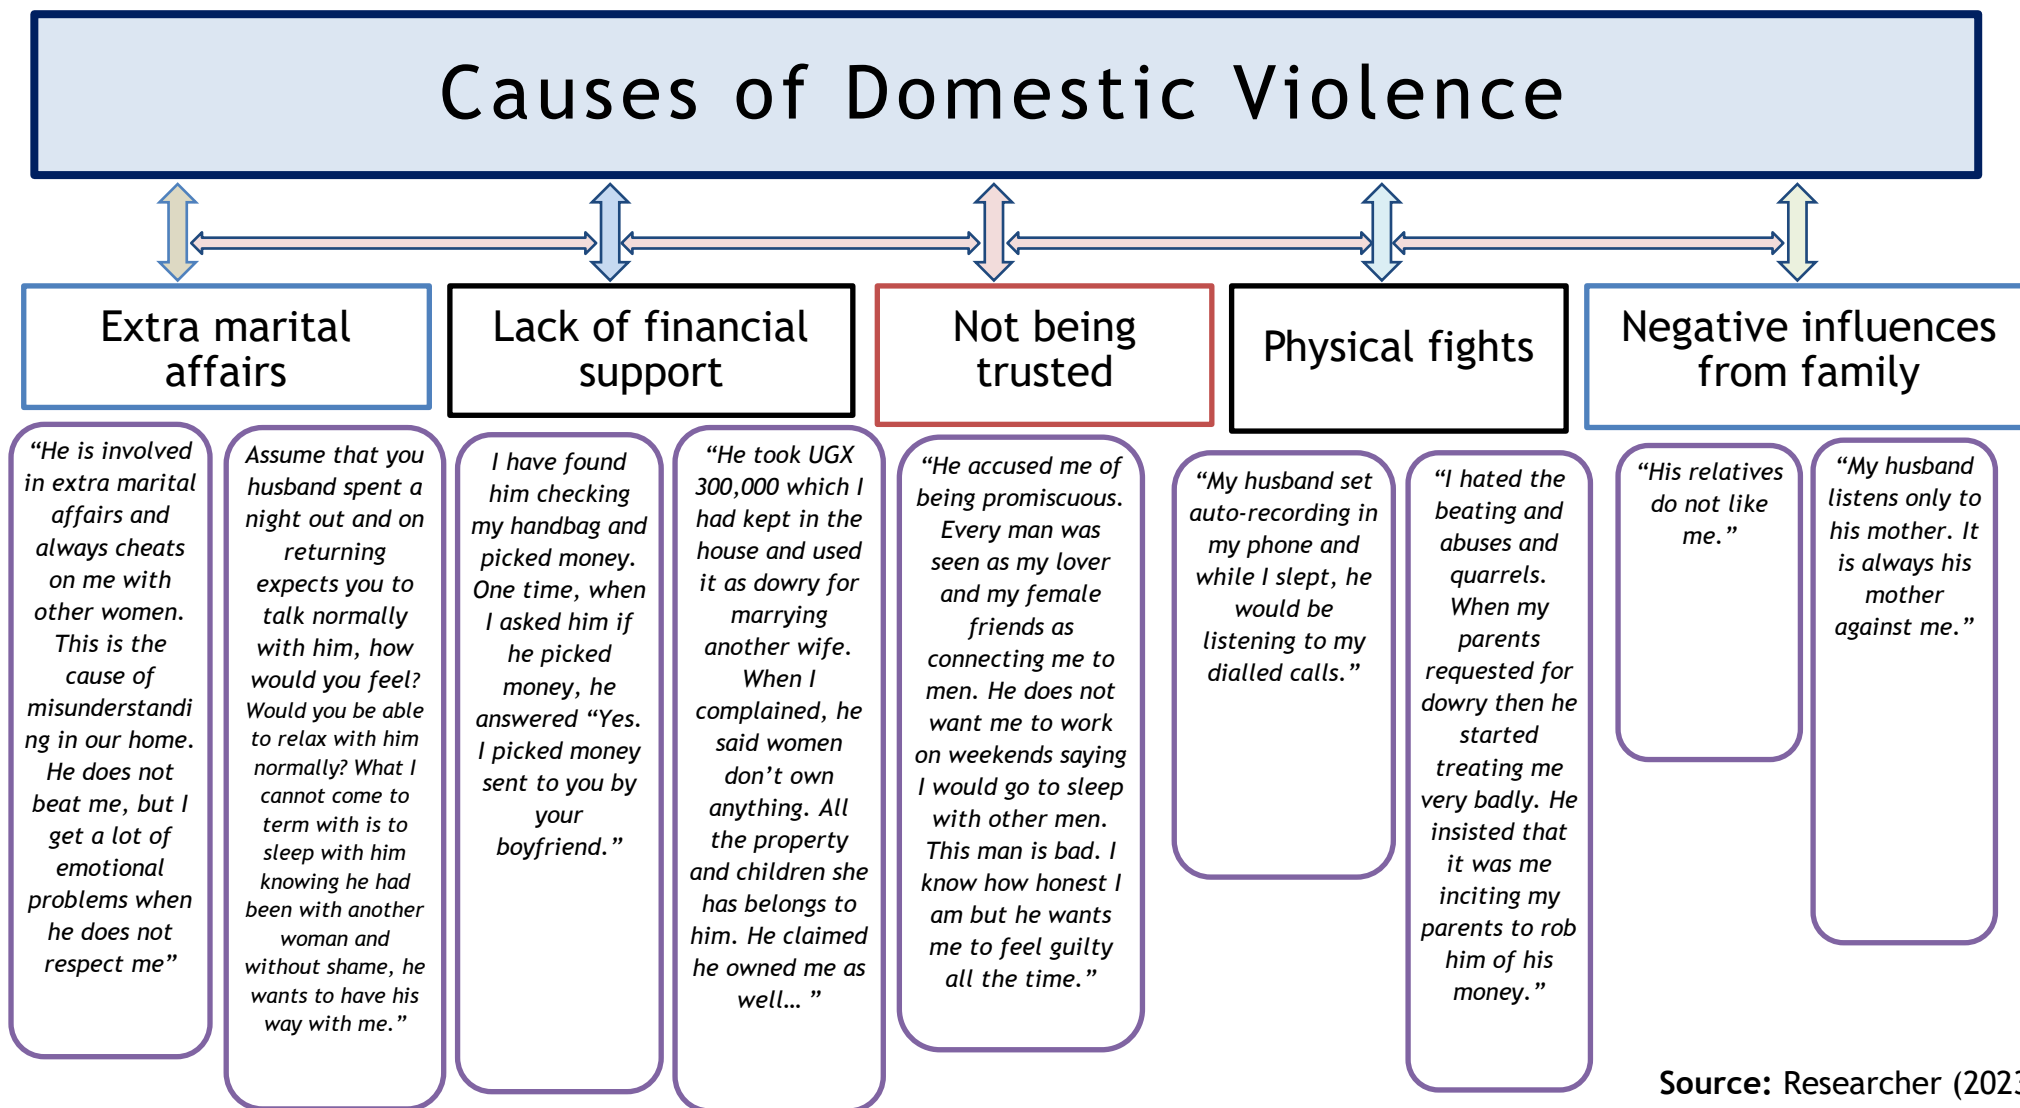 Causes of Domestic Violence
Extra marital
affairs
Lack of financial
support
Not being
trusted
Physical fights
Negative influences
from family
“He is involved
in extra marital
affairs and
always cheats
on me with
other women.
This is the
cause of
misunderstandi
ng in our home.
He does not
beat me, but I
get a lot of
emotional
problems when
he does not
respect me”
Assume that you
husband spent a
night out and on
returning
expects you to
talk normally
with him, how
would you feel?
Would you be able
to relax with him
normally? What I
cannot come to
term with is to
sleep with him
knowing he had
been with another
woman and
without shame, he
wants to have his
way with me.”
I have found
him checking
my handbag and
picked money.
One time, when
I asked him if
he picked
money, he
answered “Yes.
I picked money
sent to you by
your
boyfriend.”
“He took UGX
300,000 which I
had kept in the
house and used
it as dowry for
marrying
another wife.
When I
complained, he
said women
don’t own
anything. All
the property
and children she
has belongs to
him. He claimed
he owned me as
well… ”
“He accused me of
being promiscuous.
Every man was
seen as my lover
and my female
friends as
connecting me to
men. He does not
want me to work
on weekends saying
I would go to sleep
with other men.
This man is bad. I
know how honest I
am but he wants
me to feel guilty
all the time.”
“My husband set
auto-recording in
my phone and
while I slept, he
would be
listening to my
dialled calls.”
“I hated the
beating and
abuses and
quarrels.
When my
parents
requested for
dowry then he
started
treating me
very badly. He
insisted that
it was me
inciting my
parents to rob
him of his
money.”
“His relatives
do not like
me.”
“My husband
listens only to
his mother. It
is always his
mother
against me.”
Source: Researcher (2023